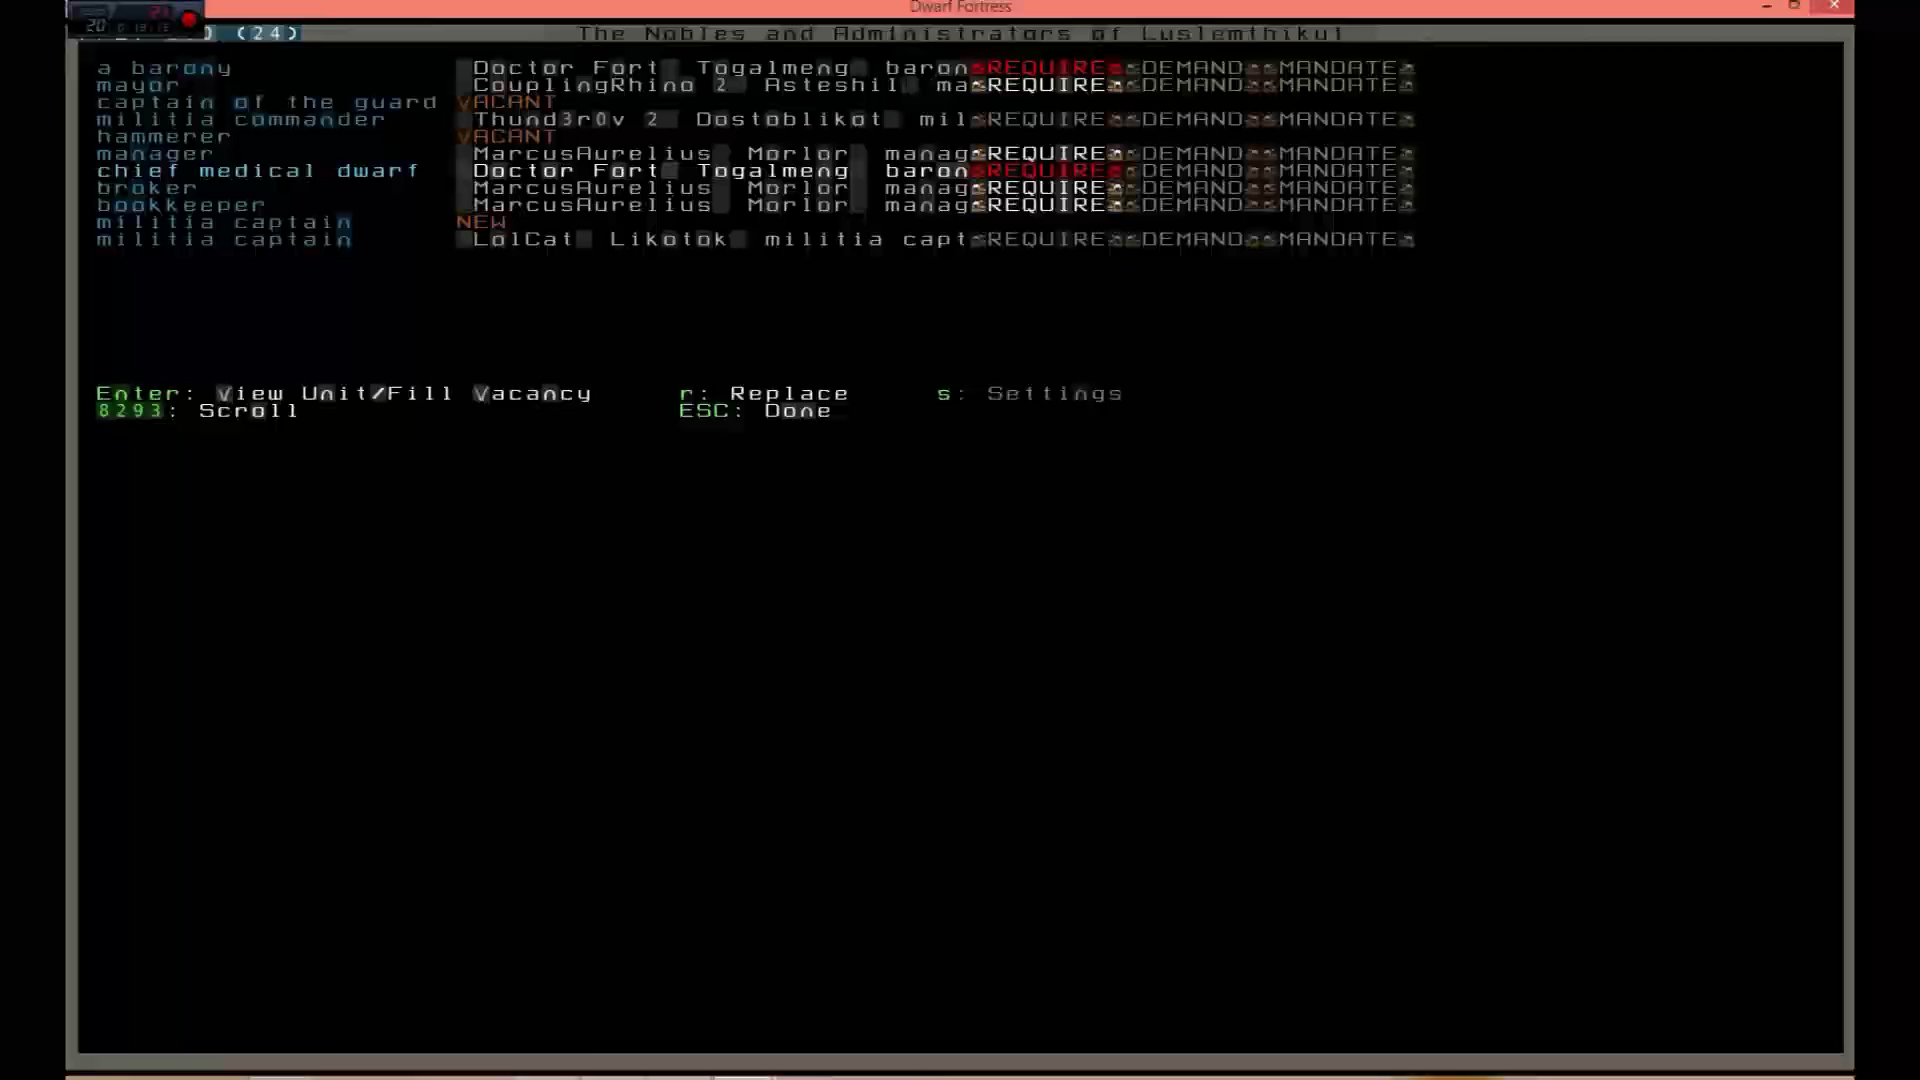 Dwarf Fortress
20 21
(24) The Nobles and Administrators of Luslemthikut
a barony Doctor Fort Togalmeng baron REQUIRE DEMAND MANDATE
mayor CouplingRhino 2 Asteshil ma REQUIRE DEMAND MANDATE
captain of the guard VACANT
militia commander Thund3r0v 2 Dostoblikot mil REQUIRE DEMAND MANDATE
hammerer VACANT
manager MarcusAurelius Morlor manag REQUIRE DEMAND MANDATE
chief medical dwarf Doctor Fort Togalmeng baron REQUIRE DEMAND MANDATE
broker MarcusAurelius Morlor manag REQUIRE DEMAND MANDATE
bookkeeper MarcusAurelius Morlor manag REQUIRE DEMAND MANDATE
militia captain NEW
militia captain LolCat Likotok militia capt REQUIRE DEMAND MANDATE
Enter: View Unit/Fill Vacancy r: Replace s: Settings
8293: Scroll ESC: Done